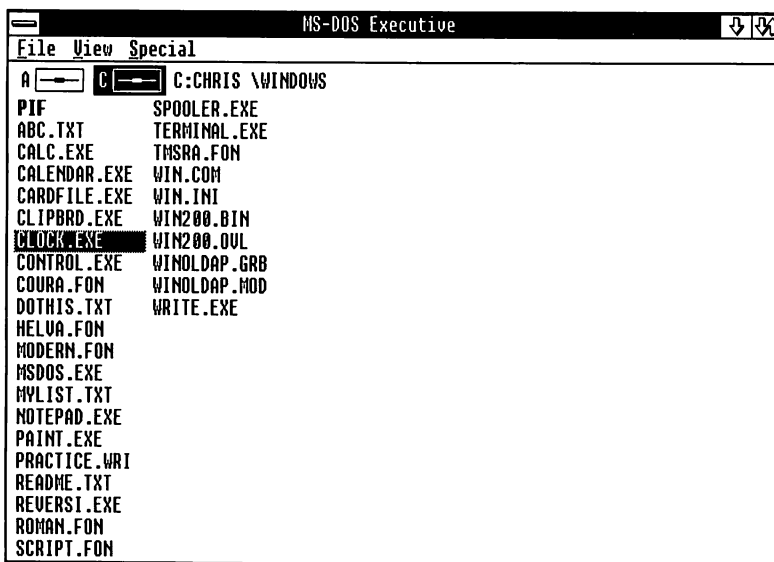 MS-DOS Executive
File View Special
A C C:CHRIS \WINDOWS
PIF
ABC.TXT
CALC.EXE
CALENDAR.EXE
CARDFILE.EXE
CLIPBRD.EXE
CLOCK.EXE
CONTROL.EXE
COURA.FON
DOTHIS.TXT
HELVA.FON
MODERN.FON
MSDOS.EXE
MYLIST.TXT
NOTEPAD.EXE
PAINT.EXE
PRACTICE.WRI
README.TXT
REVERSI.EXE
ROMAN.FON
SCRIPT.FON
SPOOLER.EXE
TERMINAL.EXE
TMSRA.FON
WIN.COM
WIN.INI
WIN200.BIN
WIN200.OVL
WINOLDAP.GRB
WINOLDAP.MOD
WRITE.EXE